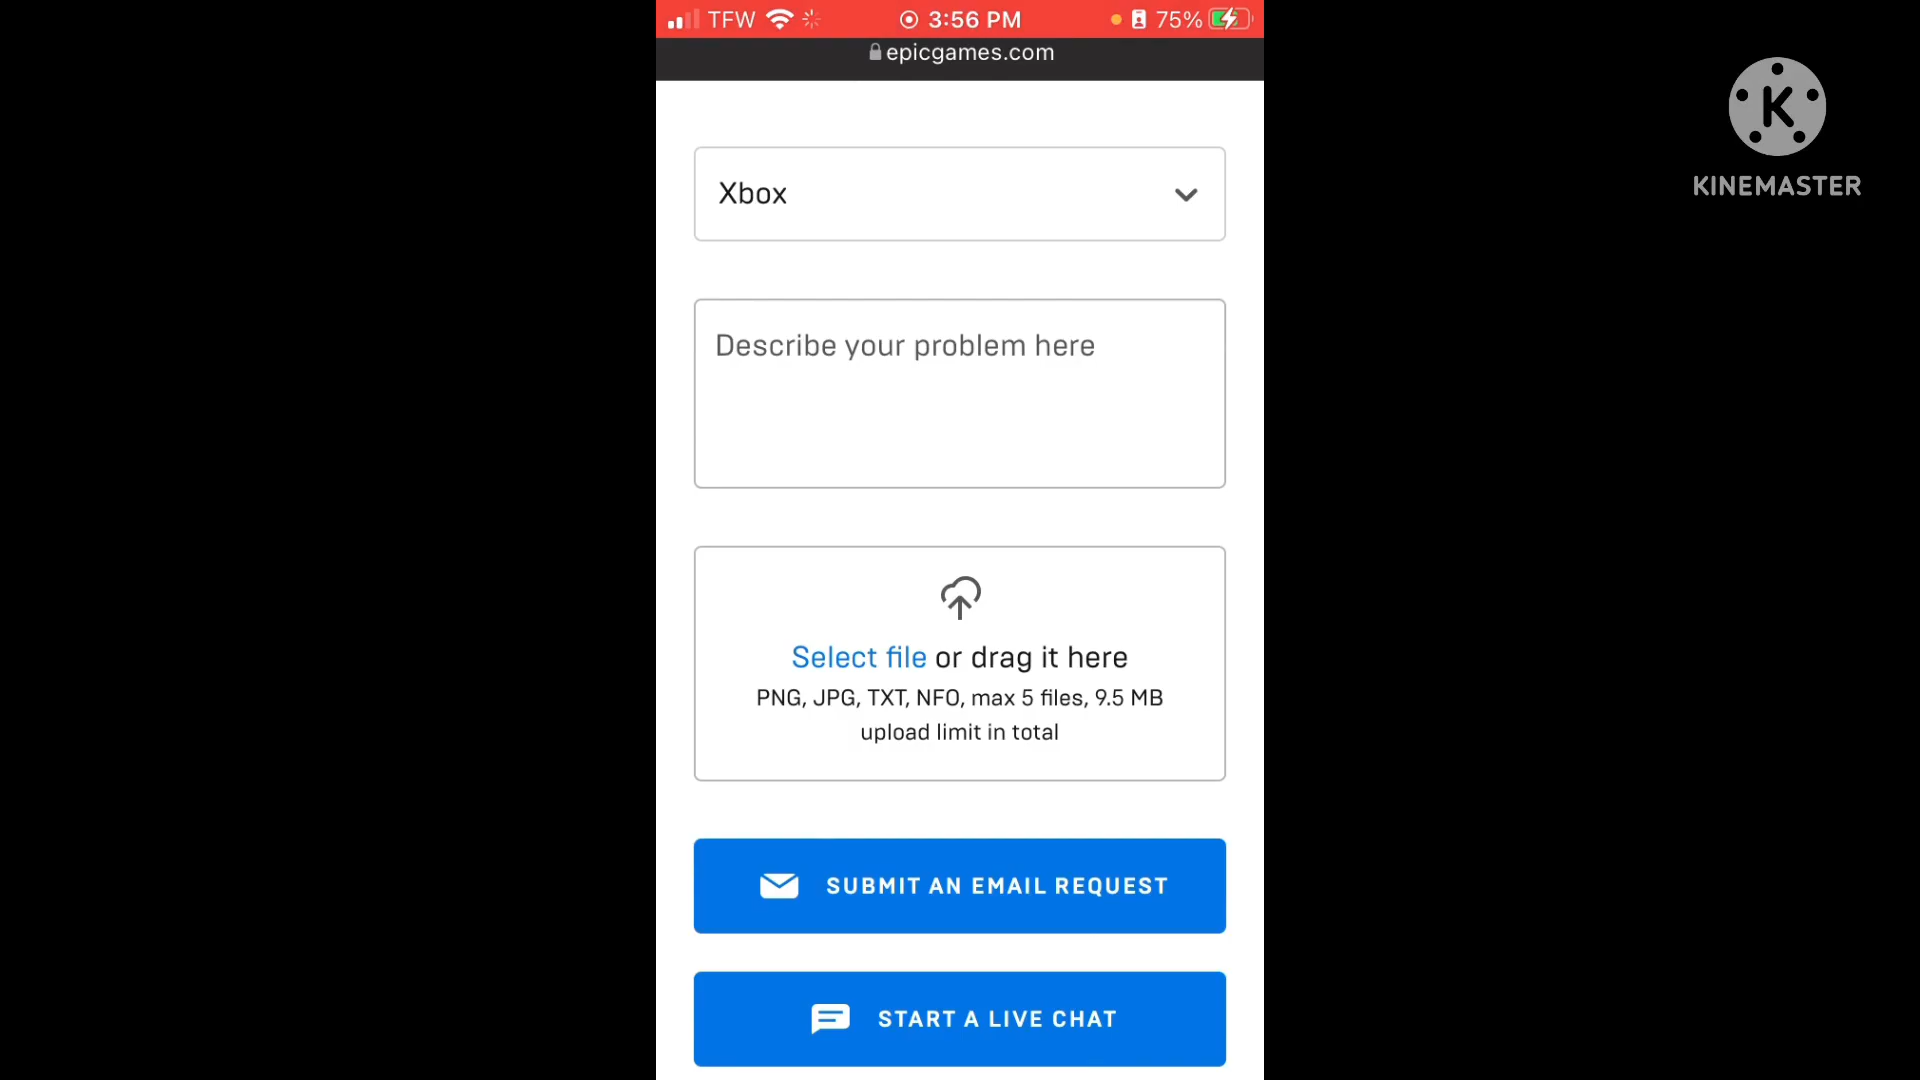 TFW 3:56 PM 75%
epicgames.com
K
KINEMASTER
Xbox
Describe your problem here
Select file or drag it here
PNG, JPG, TXT, NFO, max 5 files, 9.5 MB
upload limit in total
SUBMIT AN EMAIL REQUEST
START A LIVE CHAT